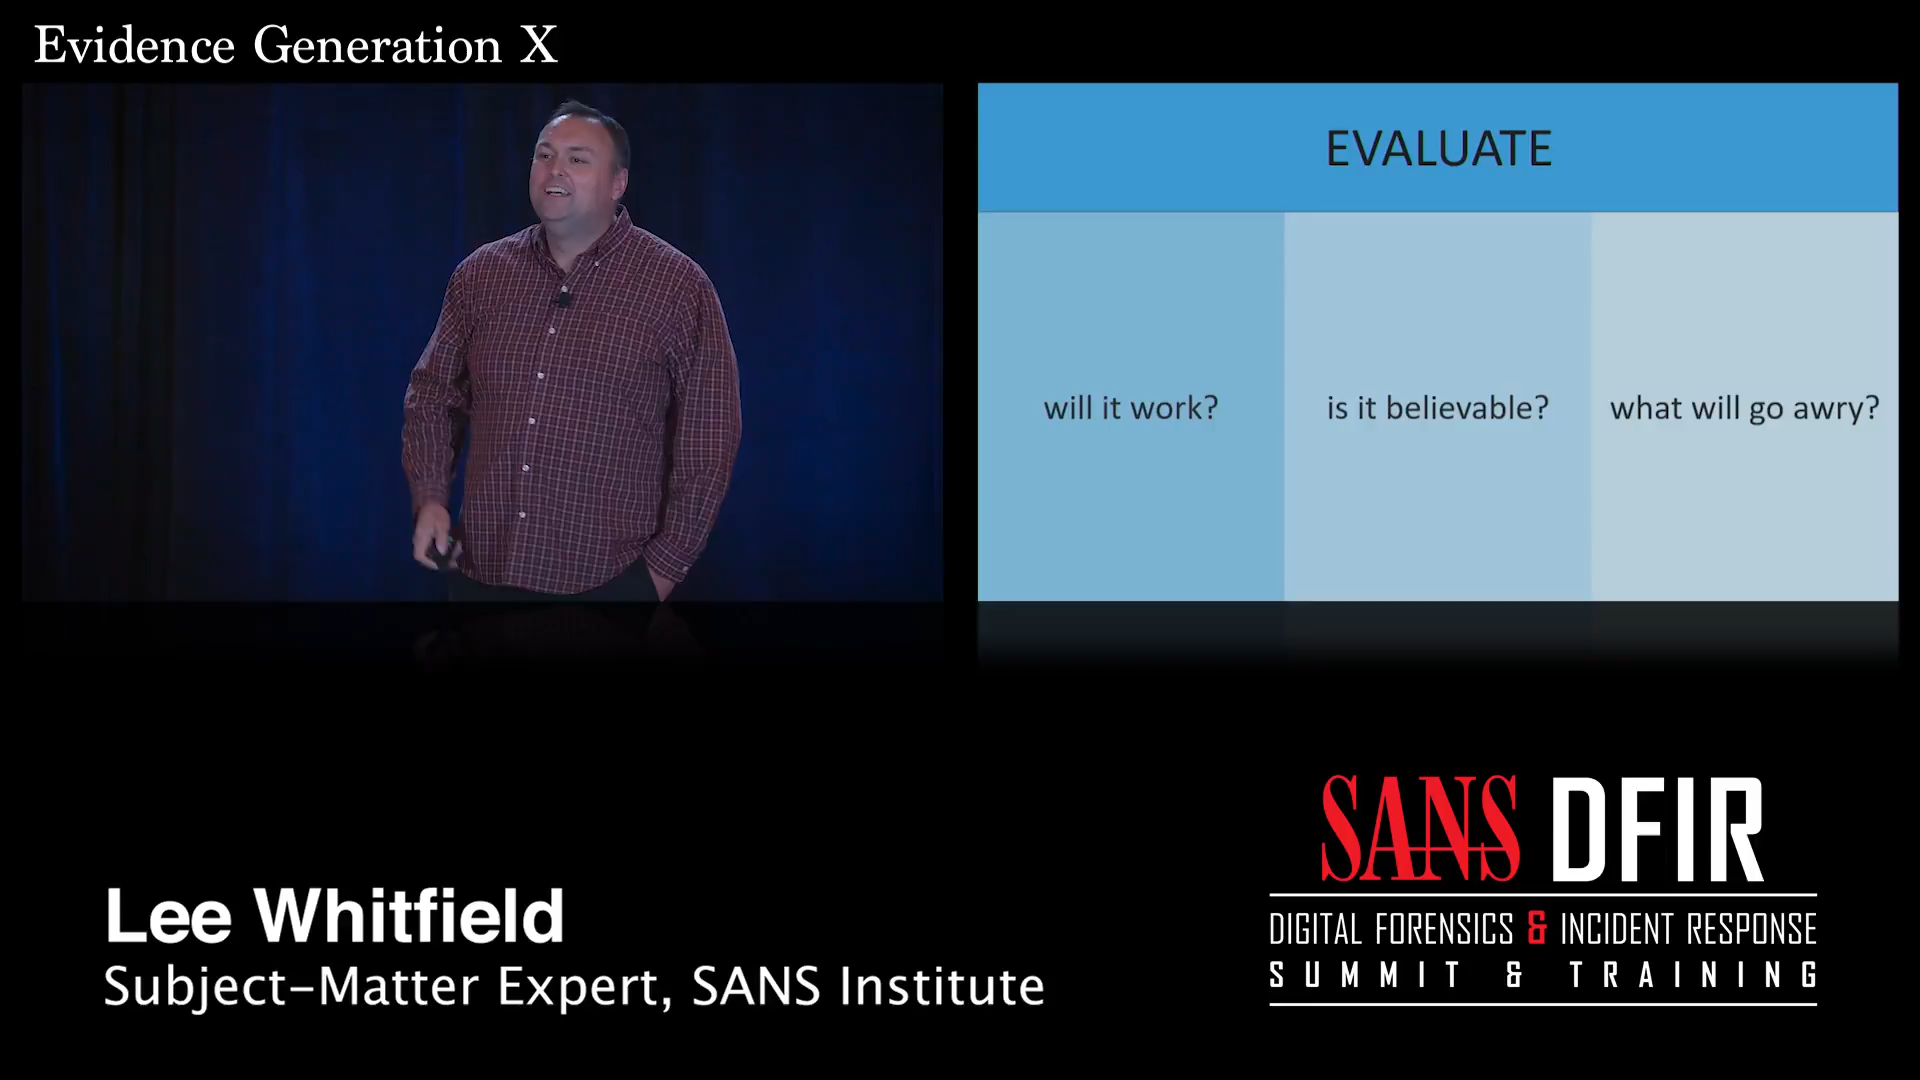 Evidence Generation X
EVALUATE
will it work?
is it believable?
what will go awry?
Lee Whitfield
Subject-Matter Expert, SANS Institute
SANS DFIR
DIGITAL FORENSICS & INCIDENT RESPONSE
SUMMIT & TRAINING